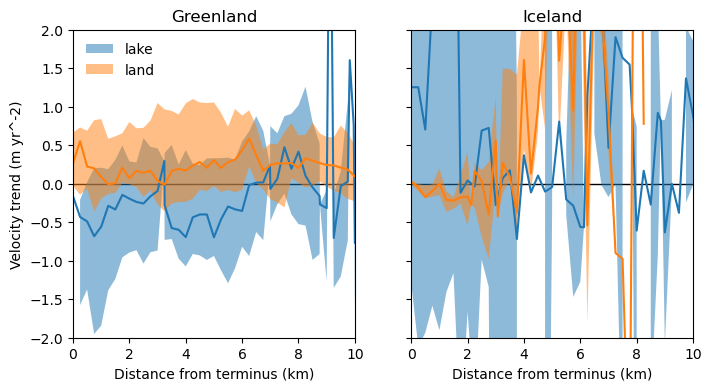 Greenland
Iceland
2.0
1.5
1.0
0.5
0.0
−0.5
−1.0
−1.5
−2.0
Velocity trend (m yr^-2)
lake
land
0 2 4 6 8 10
0 2 4 6 8 10
Distance from terminus (km)
Distance from terminus (km)